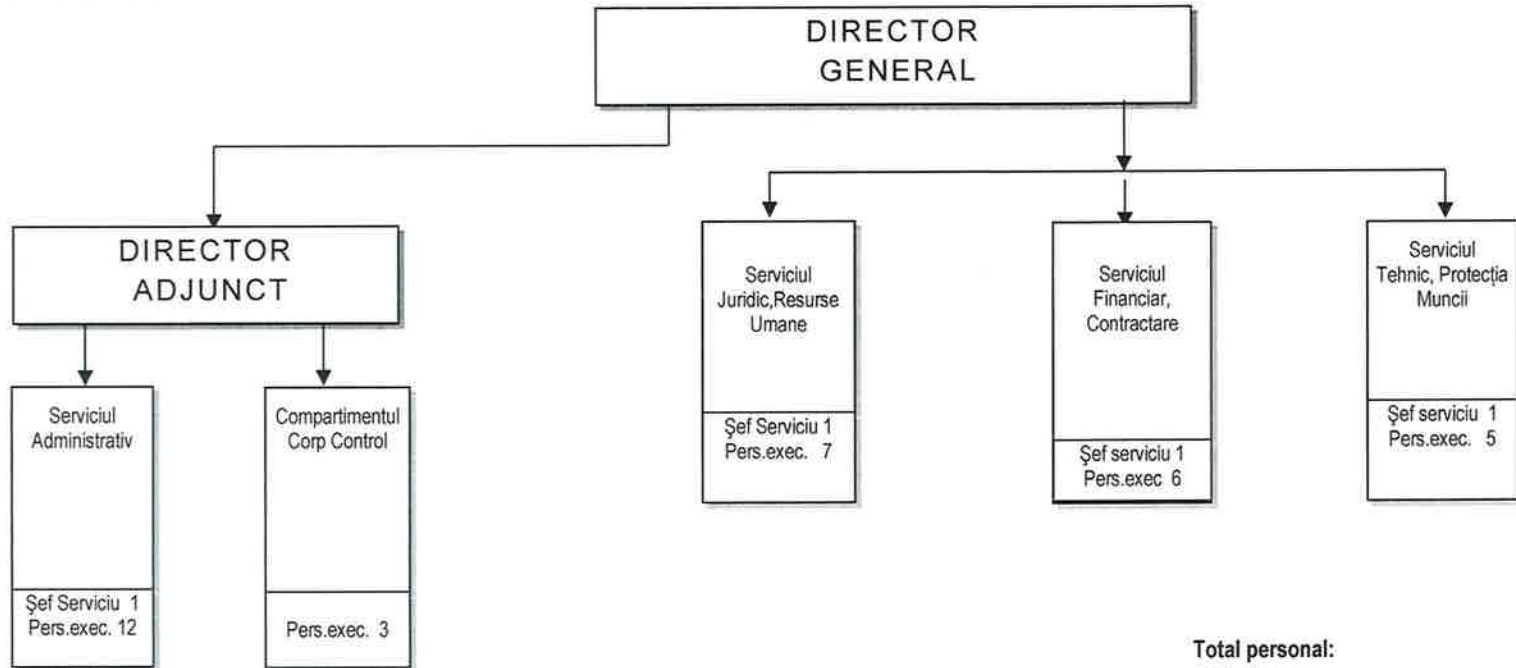 DIRECTOR
GENERAL
DIRECTOR
ADJUNCT
Serviciul
Juridic,Resurse
Umane
Şef Serviciu 1
Pers.exec. 7
Serviciul
Financiar,
Contractare
Şef serviciu 1
Pers.exec 6
Serviciul
Tehnic, Protecția
Muncii
Şef serviciu 1
Pers.exec. 5
Serviciul
Administrativ
Şef Serviciu 1
Pers.exec. 12
Compartimentul
Corp Control
Pers.exec. 3
Total personal: